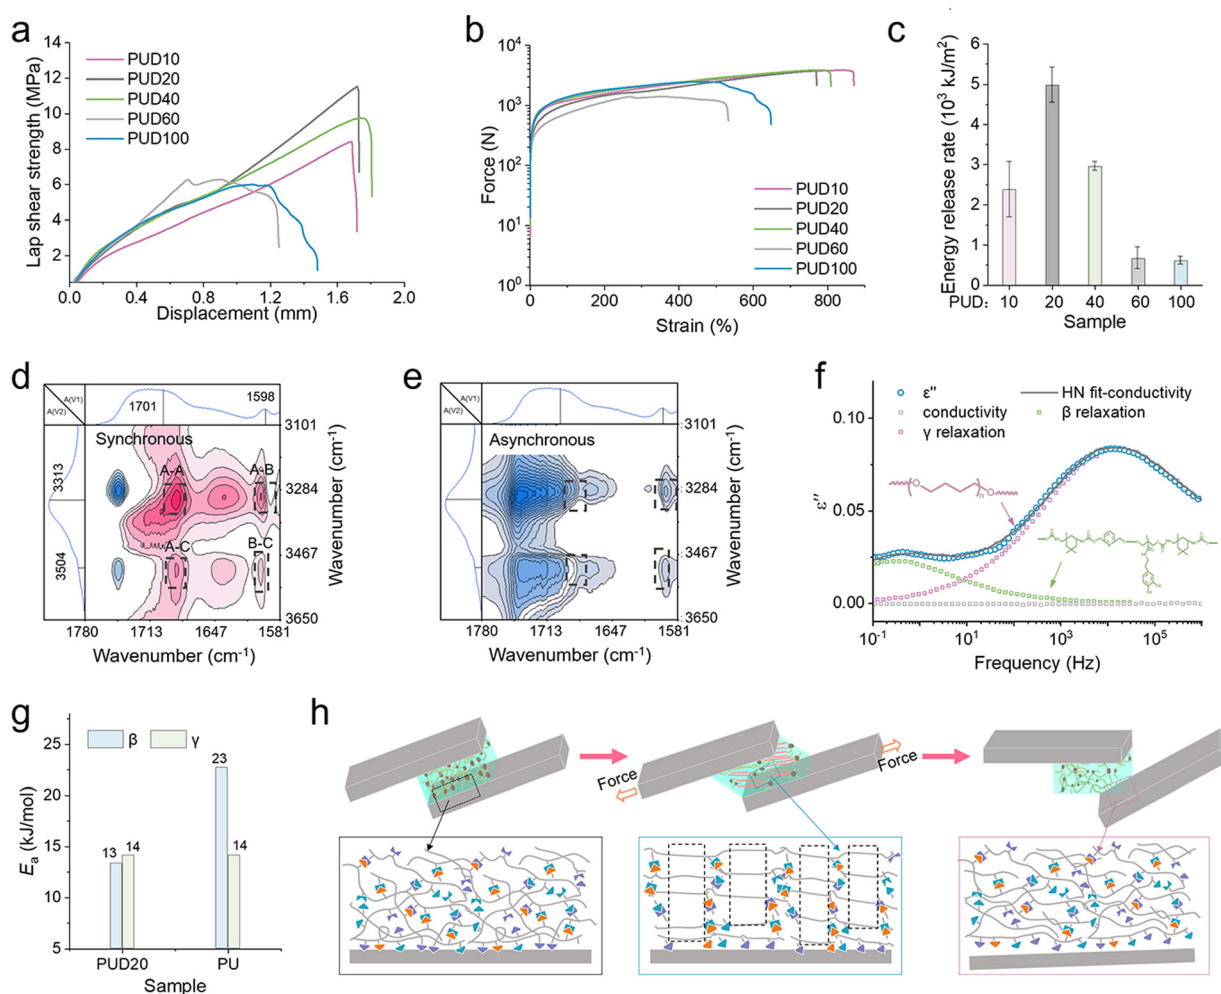 a
Lap shear strength (MPa)
14
12
10
8
6
4
2
PUD10
PUD20
PUD40
PUD60
PUD100
0.0
0.4
0.8
1.2
1.6
2.0
Displacement (mm)
b
Force (N)
10⁴
10³
10²
10¹
10⁰
PUD10
PUD20
PUD40
PUD60
PUD100
0
200
400
600
800
Strain (%)
c
Energy release rate (10³ kJ/m²)
6
5
4
3
2
1
0
PUD:
10
20
40
60
100
Sample
d
A(V1)
A(V2)
1701
1598
Synchronous
3313
3504
A-A
A-B
A-C
B-C
3101
3284
3467
3650
Wavenumber (cm⁻¹)
1780
1713
1647
1581
Wavenumber (cm⁻¹)
e
A(V1)
A(V2)
Asynchronous
3101
3284
3467
3650
Wavenumber (cm⁻¹)
1780
1713
1647
1581
Wavenumber (cm⁻¹)
f
ε''
HN fit-conductivity
conductivity
β relaxation
γ relaxation
ε''
0.10
0.05
0.00
10⁻¹
10¹
10³
10⁵
Frequency (Hz)
g
Eₐ (kJ/mol)
25
20
15
10
5
β
γ
13
14
23
14
PUD20
PU
Sample
h
Force
Force